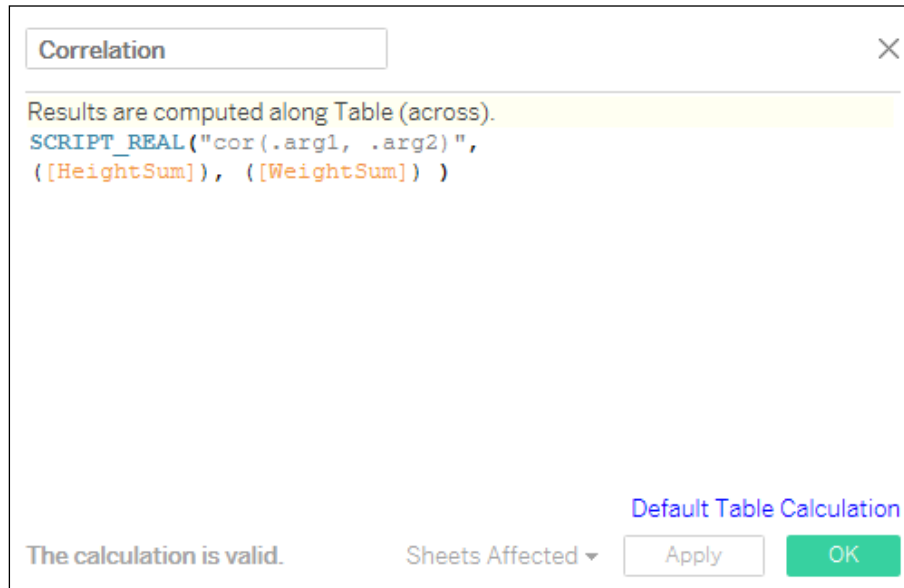 Correlation
Results are computed along Table (across).
SCRIPT_REAL("cor(.arg1, .arg2)",
([HeightSum]), ([WeightSum]) )
Default Table Calculation
The calculation is valid. Sheets Affected Apply OK